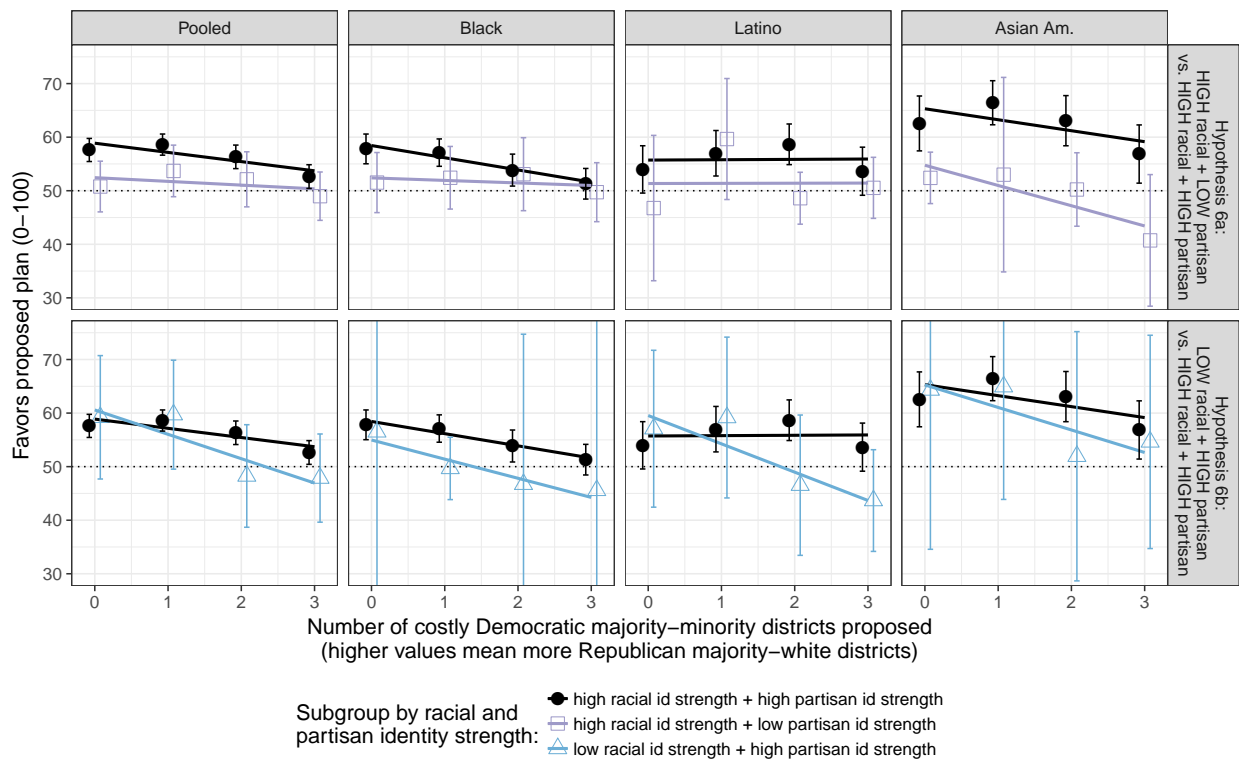 Pooled
Black
Latino
Asian Am.
Favors proposed plan (0−100)
70
60
50
40
30
Hypothesis 6a:
HIGH racial + LOW partisan
vs. HIGH racial + HIGH partisan
70
60
50
40
30
Hypothesis 6b:
LOW racial + HIGH partisan
vs. HIGH racial + HIGH partisan
0 1 2 3
0 1 2 3
0 1 2 3
0 1 2 3
Number of costly Democratic majority−minority districts proposed
(higher values mean more Republican majority−white districts)
Subgroup by racial and
partisan identity strength:
high racial id strength + high partisan id strength
high racial id strength + low partisan id strength
low racial id strength + high partisan id strength